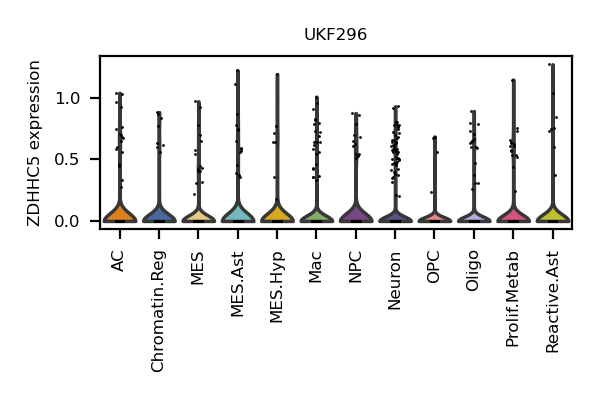 UKF296
ZDHHC5 expression
1.0
0.5
0.0
AC
Chromatin.Reg
MES
MES.Ast
MES.Hyp
Mac
NPC
Neuron
OPC
Oligo
Prolif.Metab
Reactive.Ast